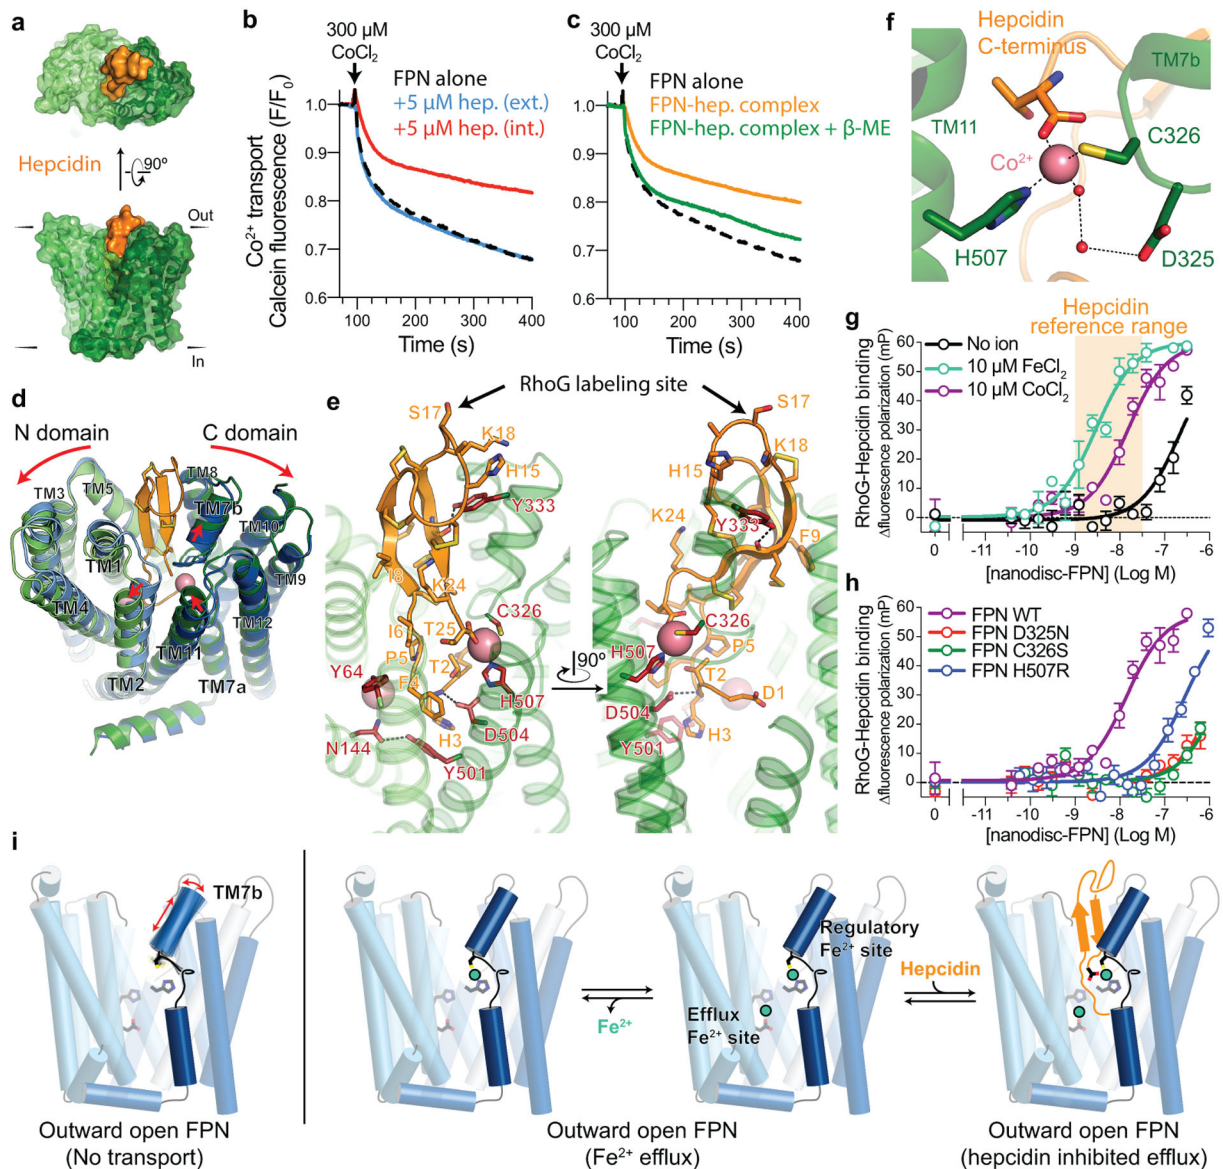 a
Hepcidin
90º
Out
In
b
300 µM
CoCl2
FPN alone
+5 µM hep. (ext.)
+5 µM hep. (int.)
Co2+ transport
Calcein fluorescence (F/F0)
1.0
0.9
0.8
0.7
0.6
100
200
300
400
Time (s)
c
300 µM
CoCl2
FPN alone
FPN-hep. complex
FPN-hep. complex + β-ME
1.0
0.9
0.8
0.7
0.6
100
200
300
400
Time (s)
f
Hepcidin
C-terminus
TM7b
TM11
C326
Co2+
H507
D325
d
N domain
C domain
TM3
TM5
TM8
TM7b
TM10
TM1
TM9
TM4
TM12
TM11
TM2
TM7a
e
RhoG labeling site
S17
K18
H15
Y333
I8
K24
C326
I6
T25
P5
T2
Y64
F4
H507
D504
N144
H3
Y501
90º
S17
K18
H15
K24
Y333
F9
C326
H507
P5
T2
D504
D1
H3
Y501
g
Hepcidin
reference range
No ion
10 µM FeCl2
10 µM CoCl2
RhoG-Hepcidin binding
Δfluorescence polarization (mP)
60
50
40
30
20
10
0
0
-11
-10
-9
-8
-7
-6
[nanodisc-FPN] (Log M)
h
FPN WT
FPN D325N
FPN C326S
FPN H507R
RhoG-Hepcidin binding
Δfluorescence polarization (mP)
60
50
40
30
20
10
0
0
-11
-10
-9
-8
-7
-6
[nanodisc-FPN] (Log M)
i
TM7b
Outward open FPN
(No transport)
Fe2+
Regulatory
Fe2+ site
Efflux
Fe2+ site
Outward open FPN
(Fe2+ efflux)
Hepcidin
Outward open FPN
(hepcidin inhibited efflux)